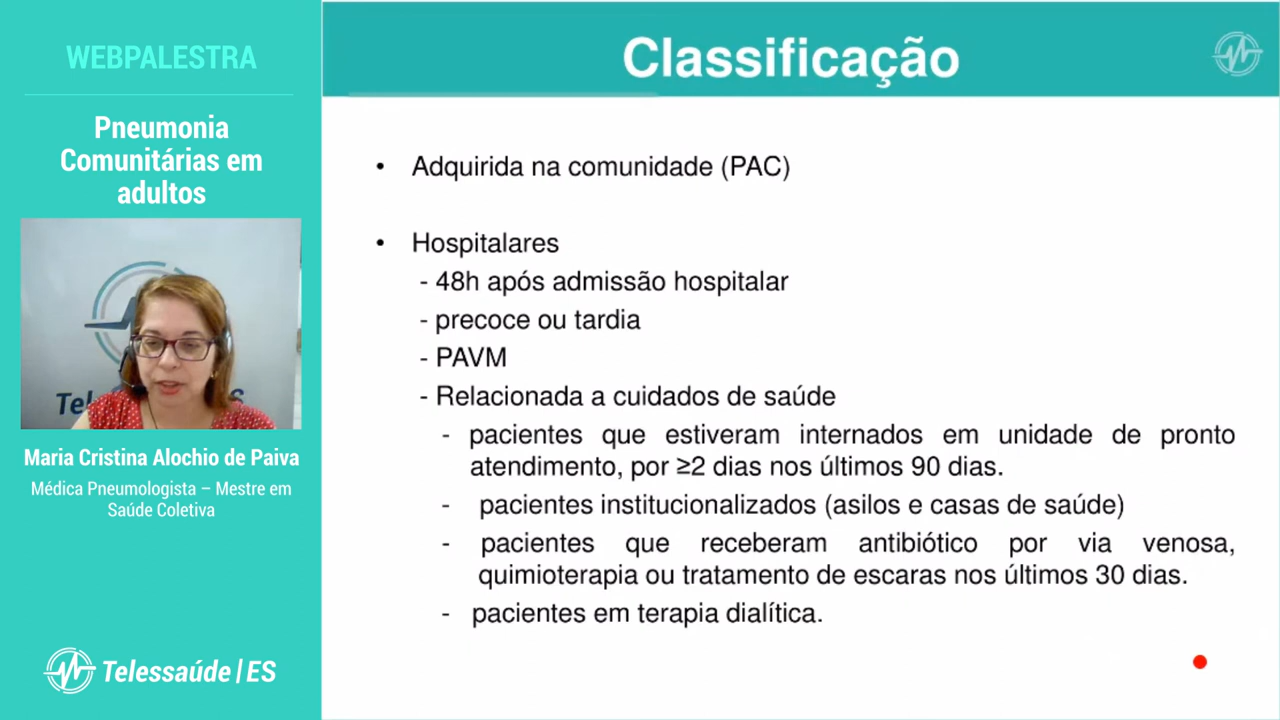 WEBPALESTRA
Pneumonia
Comunitárias em
adultos
Maria Cristina Alochio de Paiva
Médica Pneumologista – Mestre em
Saúde Coletiva
Telessaúde|ES
Classificação
• Adquirida na comunidade (PAC)
• Hospitalares
- 48h após admissão hospitalar
- precoce ou tardia
- PAVM
- Relacionada a cuidados de saúde
- pacientes que estiveram internados em unidade de pronto
atendimento, por ≥2 dias nos últimos 90 dias.
- pacientes institucionalizados (asilos e casas de saúde)
- pacientes que receberam antibiótico por via venosa,
quimioterapia ou tratamento de escaras nos últimos 30 dias.
- pacientes em terapia dialítica.